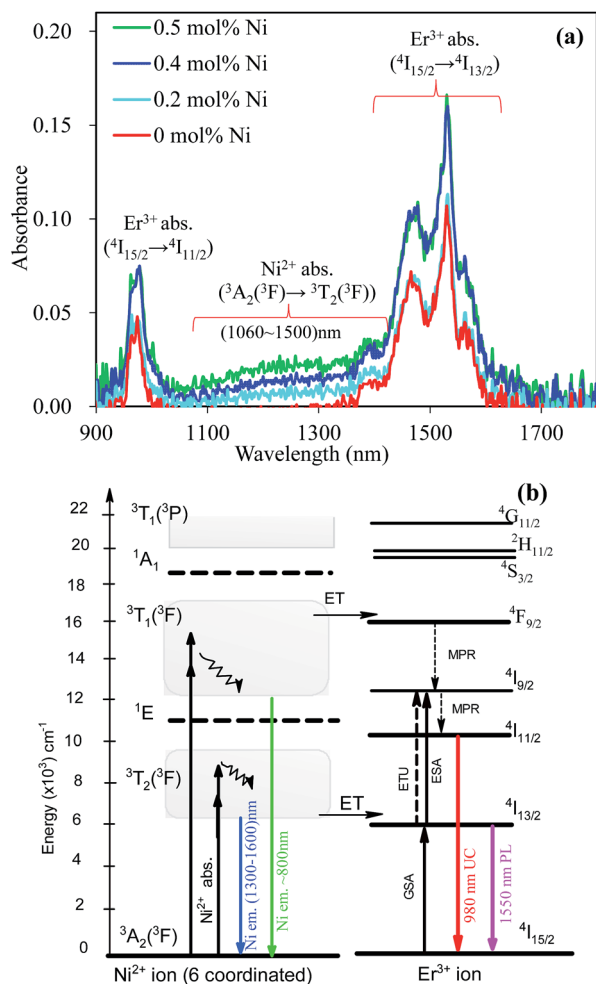 0.20
0.15
0.10
0.05
0.00
Absorbance
0.5 mol% Ni
0.4 mol% Ni
0.2 mol% Ni
0 mol% Ni
Er³⁺ abs.
(⁴I₁₅/₂→⁴I₁₃/₂)
(a)
Er³⁺ abs.
(⁴I₁₅/₂→⁴I₁₁/₂)
Ni²⁺ abs.
(³A₂(³F)→³T₂(³F))
(1060~1500)nm
900 1100 1300 1500 1700
Wavelength (nm)
(b)
Energy (x10³) cm⁻¹
22
20
18
16
14
12
10
8
6
4
2
0
³T₁(³P)
¹A₁
³T₁(³F)
¹E
³T₂(³F)
³A₂(³F)
Ni²⁺ abs.
Ni em. (1300-1600)nm
Ni em. ~800nm
ET
ET
⁴G₁₁/₂
²H₁₁/₂
⁴S₃/₂
⁴F₉/₂
MPR
⁴I₉/₂
MPR
⁴I₁₁/₂
ETU
ESA
⁴I₁₃/₂
GSA
980 nm UC
1550 nm PL
⁴I₁₅/₂
Ni²⁺ ion (6 coordinated)
Er³⁺ ion